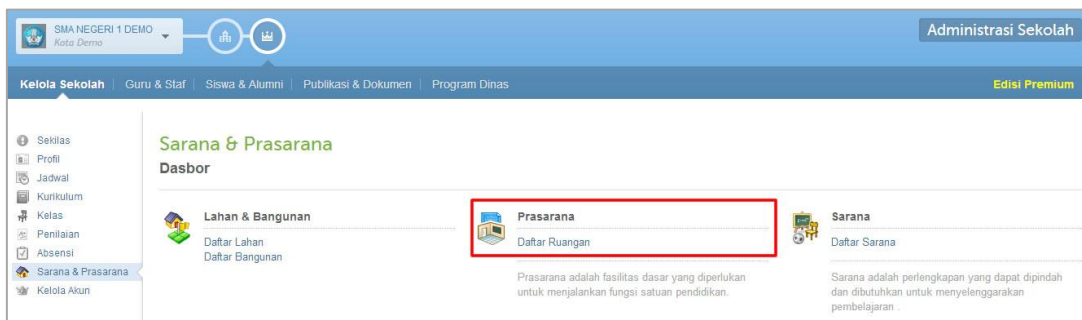 SMA NEGERI 1 DEMO
Kota Demo
Administrasi Sekolah
Kelola Sekolah | Guru & Staf | Siswa & Alumni | Publikasi & Dokumen | Program Dinas
Edisi Premium
Sekilas
Profil
Jadwal
Kurikulum
Kelas
Penilaian
Absensi
Sarana & Prasarana
Kelola Akun
Sarana & Prasarana
Dasbor
Lahan & Bangunan
Daftar Lahan
Daftar Bangunan
Prasarana
Daftar Ruangan
Prasarana adalah fasilitas dasar yang diperlukan
untuk menjalankan fungsi satuan pendidikan.
Sarana
Daftar Sarana
Sarana adalah perlengkapan yang dapat dipindah
dan dibutuhkan untuk menyelenggarakan
pembelajaran .